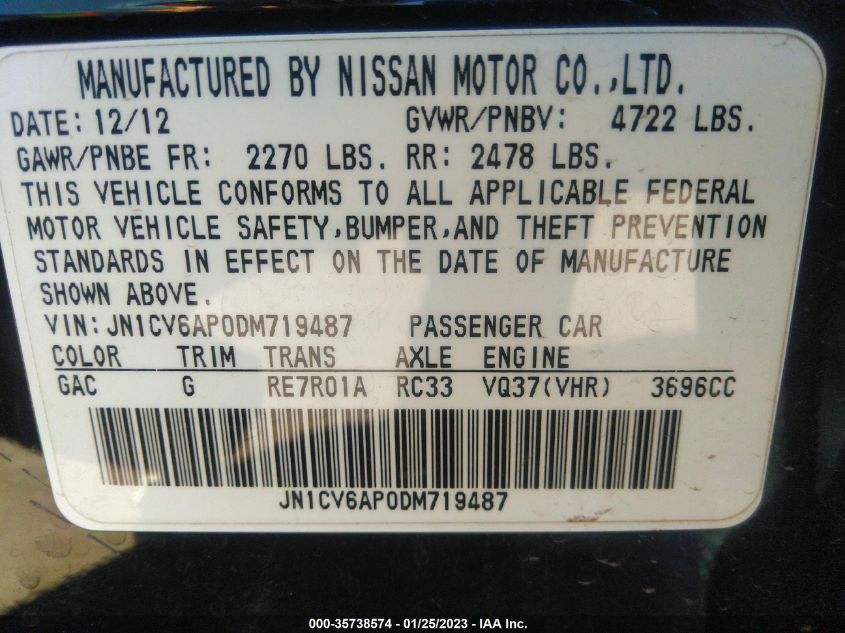 MANUFACTURED BY NISSAN MOTOR CO.,LTD.
DATE: 12/12 GVWR/PNBV: 4722 LBS.
GAWR/PNBE FR: 2270 LBS. RR: 2478 LBS.
THIS VEHICLE CONFORMS TO ALL APPLICABLE FEDERAL
MOTOR VEHICLE SAFETY,BUMPER,AND THEFT PREVENTION
STANDARDS IN EFFECT ON THE DATE OF MANUFACTURE
SHOWN ABOVE.
VIN:JN1CV6AP0DM719487 PASSENGER CAR
COLOR TRIM TRANS AXLE ENGINE
GAC G RE7R01A RC33 VQ37(VHR) 3696CC
JN1CV6AP0DM719487
000-35738574 - 01/25/2023 - IAA Inc.